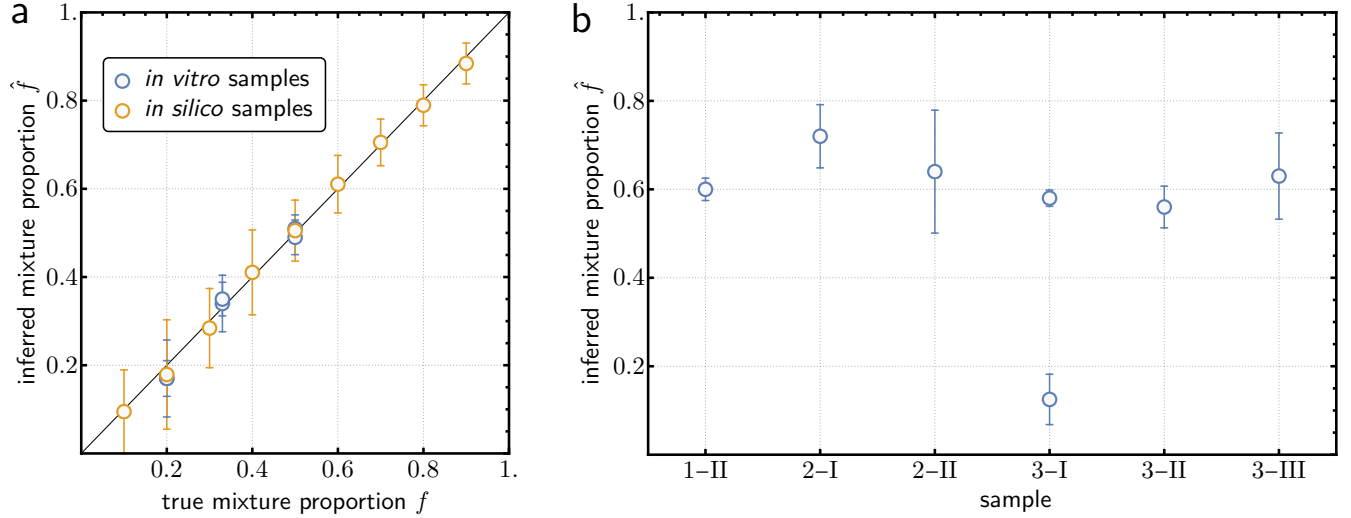 a
inferred mixture proportion f̂
1.
0.8
0.6
0.4
0.2
in vitro samples
in silico samples
0.2 0.4 0.6 0.8 1.
true mixture proportion f
b
inferred mixture proportion f̂
1.
0.8
0.6
0.4
0.2
1–II 2–I 2–II 3–I 3–II 3–III
sample